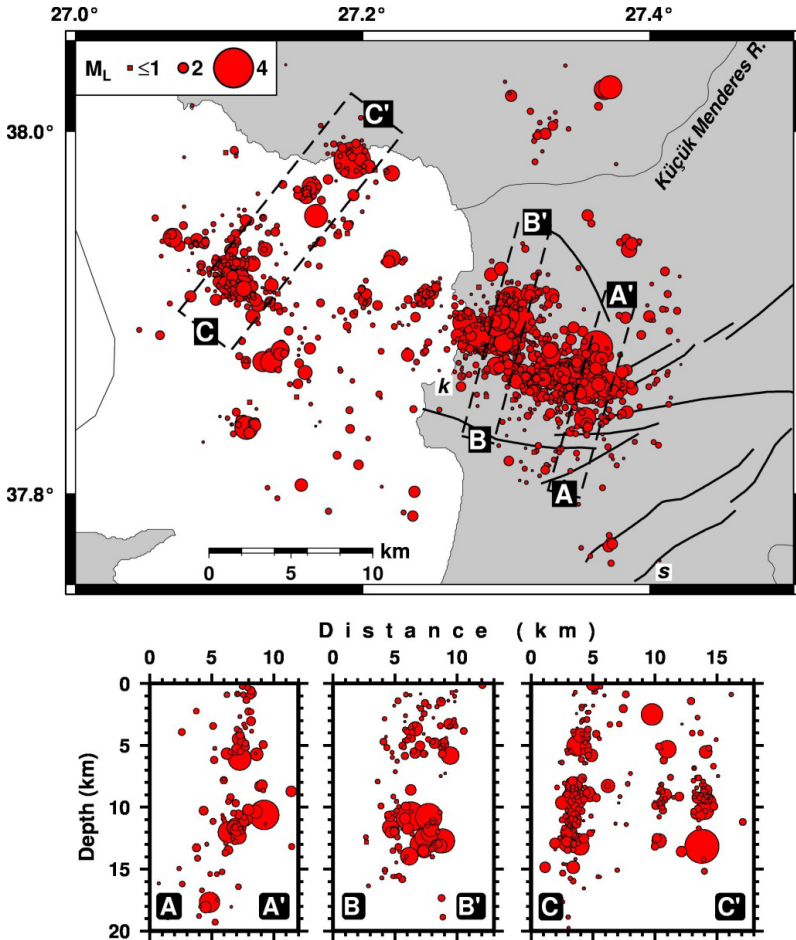 27.0° 27.2° 27.4°
M_L ≤1 2 4
C'
38.0°
Küçük Menderes R.
B'
A'
C
k
B
37.8°
A
km
0 5 10
s
Distance (km)
0 5 10 0 5 10 0 5 10 15
0
5
10
15
20
Depth (km)
A A' B B' C C'